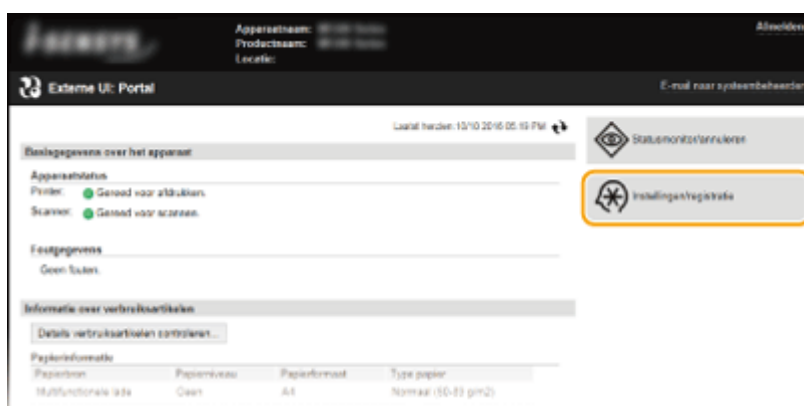 Apparaatnaam:
Productnaam:
Locatie:
Afmelden
Externe UI: Portal
E-mail naar systeembeheerder
Laatst herzien: 10/10 2016 05:19 PM
Basisgegevens over het apparaat
Apparaatstatus
Printer: Gereed voor afdrukken.
Scanner: Gereed voor scannen.
Foutgegevens
Geen fouten.
Informatie over verbruiksartikelen
Details verbruiksartikelen controleren...
Papierinformatie
Papierbron Papierniveau Papierformaat Type papier
Multifunctionele lade Geen A4 Normaal (60-89 g/m2)
Statusmonitor/annuleren
Instellingen/registratie